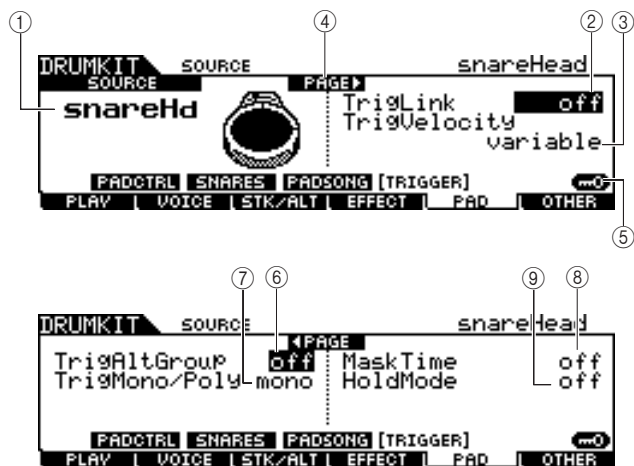 ① ④ ② ③
DRUMKIT SOURCE snareHead
SOURCE PAGE▶
snareHd TrigLink off
TrigVelocity
variable
PADCTRL SNARES PADSONG [TRIGGER]
PLAY VOICE STK/ALT EFFECT PAD OTHER
⑤
⑦ ⑥ ⑨ ⑧
DRUMKIT SOURCE snareHead
◀PAGE
TrigAltGroup off MaskTime off
TrigMono/Poly mono HoldMode off
PADCTRL SNARES PADSONG [TRIGGER]
PLAY VOICE STK/ALT EFFECT PAD OTHER